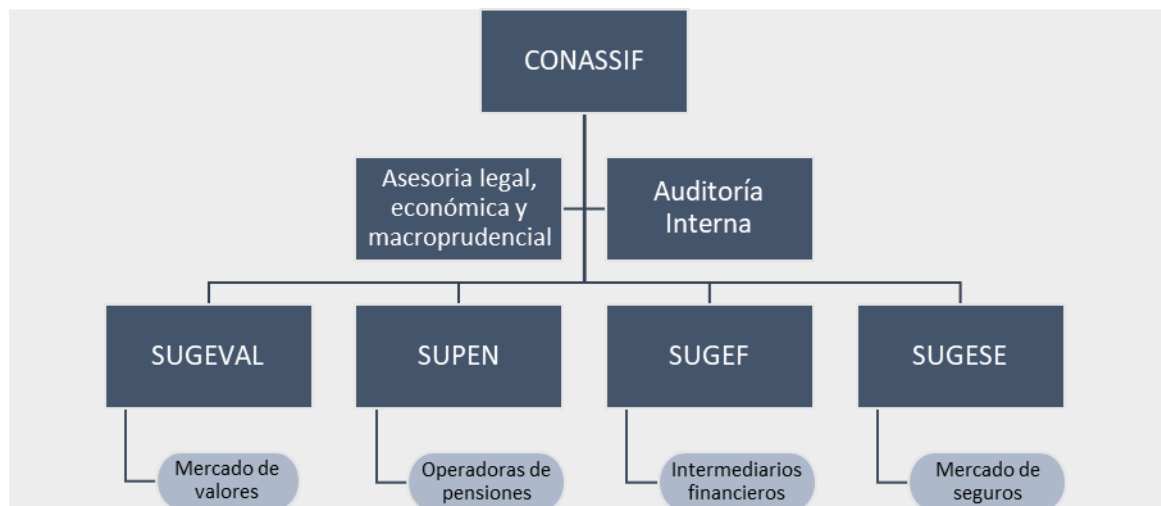 CONASSIF
Asesoria legal,
económica y
macroprudencial
Auditoría
Interna
SUGEVAL
SUPEN
SUGEF
SUGESE
Mercado de
valores
Operadoras de
pensiones
Intermediarios
financieros
Mercado de
seguros